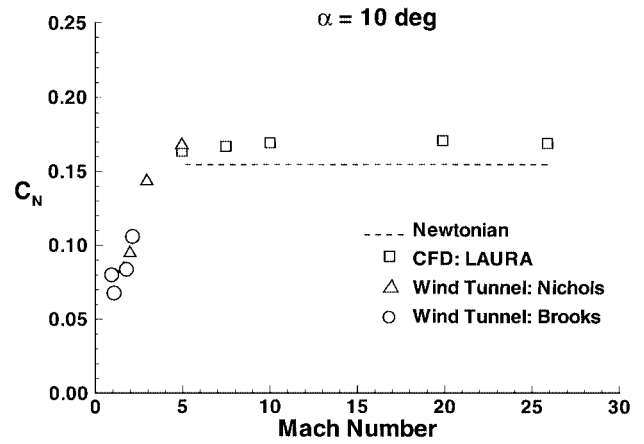 α = 10 deg
0.25
0.20
0.15
0.10
0.05
0.00
C_N
0 5 10 15 20 25 30
Mach Number
Newtonian
CFD: LAURA
Wind Tunnel: Nichols
Wind Tunnel: Brooks